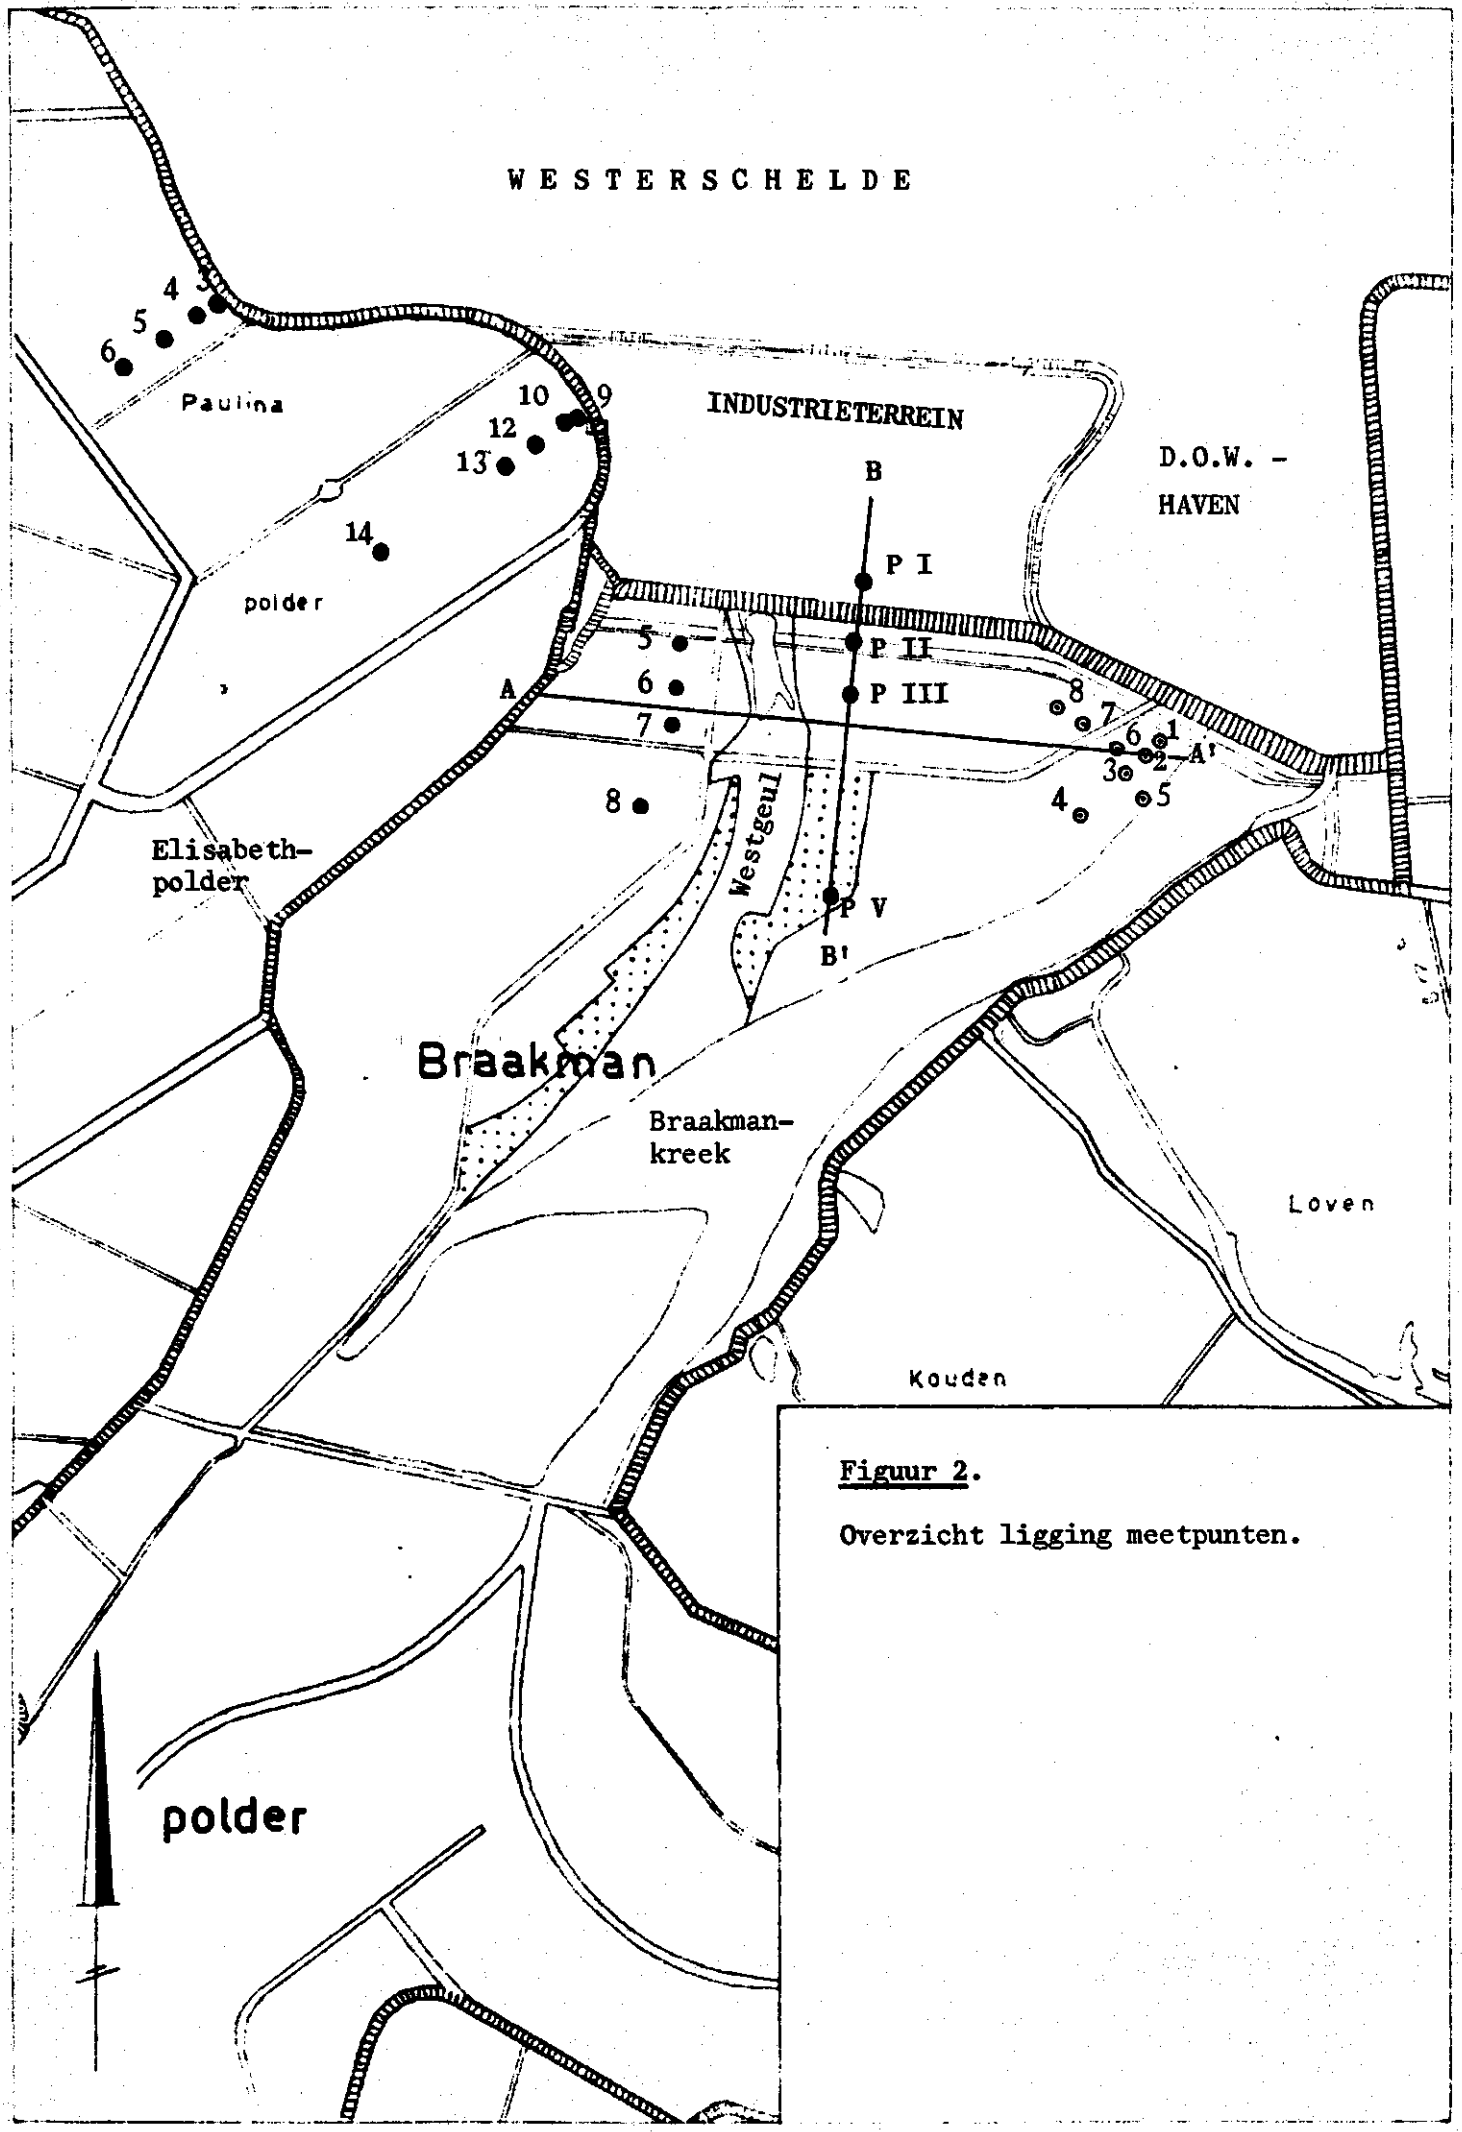 WESTERSCHELDE
3
4
5
6
Paulina
9
10
12
13
14
polder
INDUSTRIETERREIN
D.O.W. -
HAVEN
B
P I
P II
P III
5
6
7
8
A
8
7
6
1
2
A'
3
5
4
Westgeul
P V
B'
Elisabeth-
polder
Braakman
Braakman-
kreek
Loven
Kouden
Figuur 2.
Overzicht ligging meetpunten.
polder